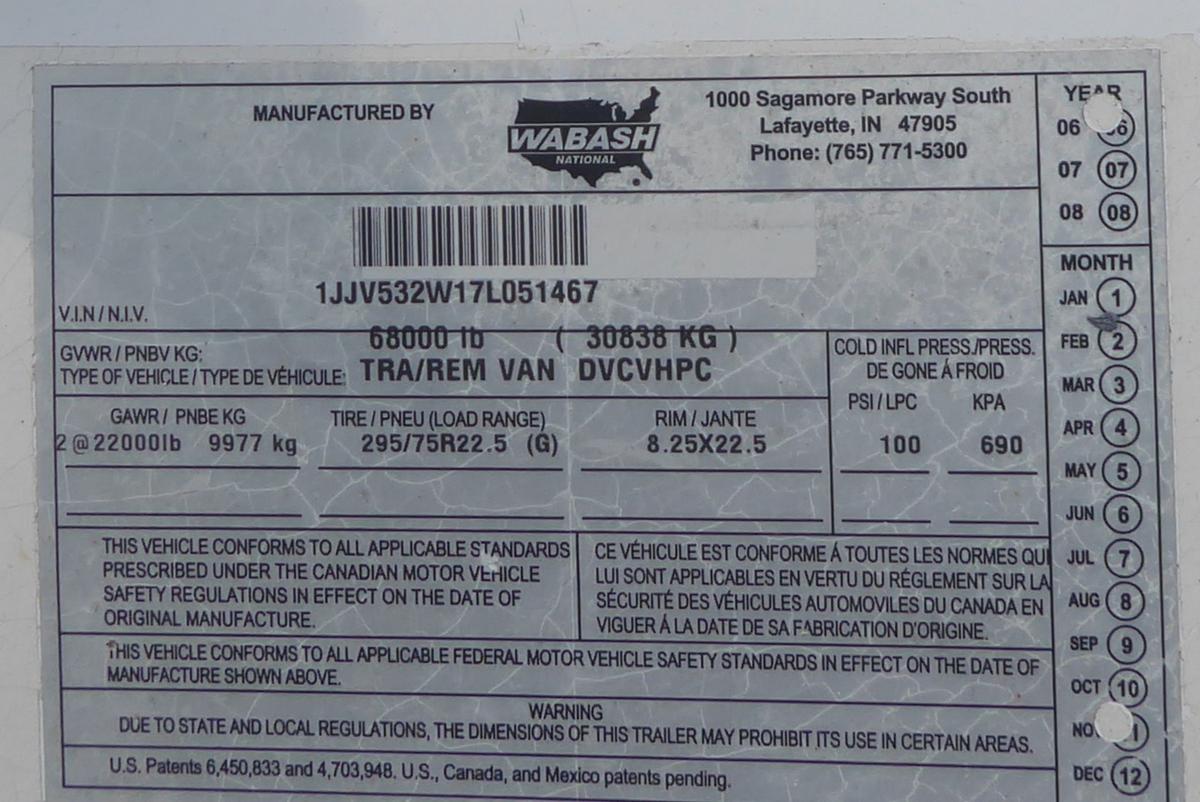 MANUFACTURED BY
WABASH
NATIONAL
1000 Sagamore Parkway South
Lafayette, IN 47905
Phone: (765) 771-5300
YEAR
06
07 07
08 08
1JJV532W17L051467
V.I.N / N.I.V.
68000 lb ( 30838 KG )
GVWR / PNBV KG:
TYPE OF VEHICLE / TYPE DE VÉHICULE: TRA/REM VAN DVCVHPC
COLD INFL PRESS./PRESS.
DE GONE Á FROID
PSI / LPC KPA
GAWR / PNBE KG TIRE / PNEU (LOAD RANGE) RIM / JANTE
2@22000lb 9977 kg 295/75R22.5 (G) 8.25X22.5 100 690
MONTH
JAN 1
FEB 2
MAR 3
APR 4
MAY 5
JUN 6
JUL 7
AUG 8
SEP 9
OCT 10
DEC 12
THIS VEHICLE CONFORMS TO ALL APPLICABLE STANDARDS
PRESCRIBED UNDER THE CANADIAN MOTOR VEHICLE
SAFETY REGULATIONS IN EFFECT ON THE DATE OF
ORIGINAL MANUFACTURE.
CE VÉHICULE EST CONFORME Á TOUTES LES NORMES QUI
LUI SONT APPLICABLES EN VERTU DU RÉGLEMENT SUR LA
SÉCURITÉ DES VÉHICULES AUTOMOVILES DU CANADA EN
VIGUER Á LA DATE DE SA FABRICATION D'ORIGINE.
THIS VEHICLE CONFORMS TO ALL APPLICABLE FEDERAL MOTOR VEHICLE SAFETY STANDARDS IN EFFECT ON THE DATE OF
MANUFACTURE SHOWN ABOVE.
WARNING
DUE TO STATE AND LOCAL REGULATIONS, THE DIMENSIONS OF THIS TRAILER MAY PROHIBIT ITS USE IN CERTAIN AREAS.
U.S. Patents 6,450,833 and 4,703,948. U.S., Canada, and Mexico patents pending.